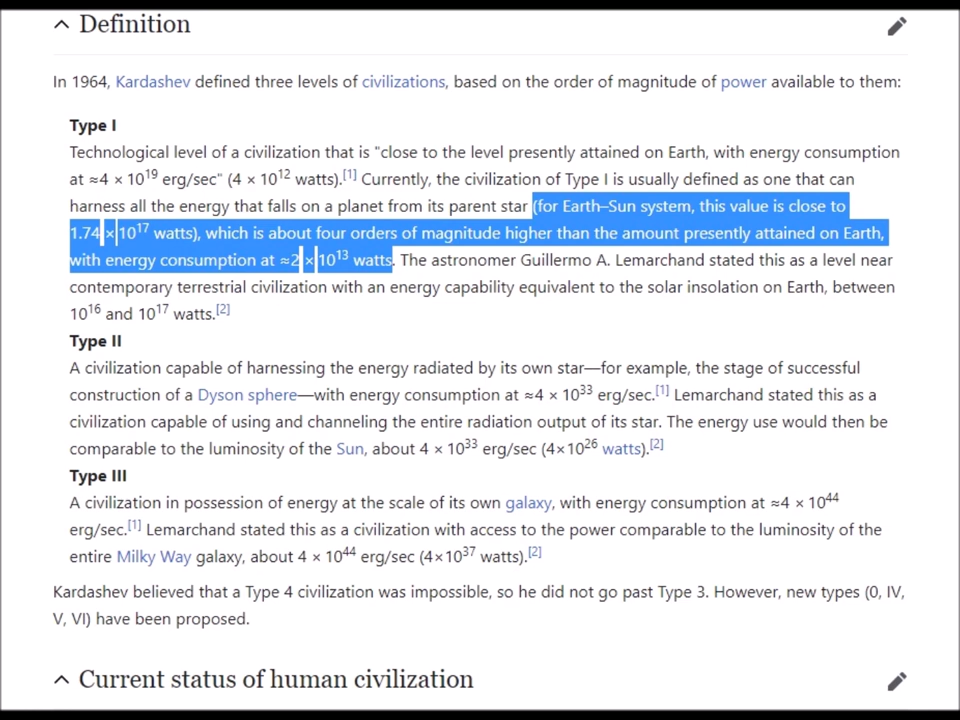 Definition
In 1964, Kardashev defined three levels of civilizations, based on the order of magnitude of power available to them:
Type I
Technological level of a civilization that is "close to the level presently attained on Earth, with energy consumption
at ≈4 × 10¹⁹ erg/sec" (4 × 10¹² watts).[1] Currently, the civilization of Type I is usually defined as one that can
harness all the energy that falls on a planet from its parent star (for Earth–Sun system, this value is close to
1.74 × 10¹⁷ watts), which is about four orders of magnitude higher than the amount presently attained on Earth,
with energy consumption at ≈2 × 10¹³ watts. The astronomer Guillermo A. Lemarchand stated this as a level near
contemporary terrestrial civilization with an energy capability equivalent to the solar insolation on Earth, between
10¹⁶ and 10¹⁷ watts.[2]
Type II
A civilization capable of harnessing the energy radiated by its own star—for example, the stage of successful
construction of a Dyson sphere—with energy consumption at ≈4 × 10³³ erg/sec.[1] Lemarchand stated this as a
civilization capable of using and channeling the entire radiation output of its star. The energy use would then be
comparable to the luminosity of the Sun, about 4 × 10³³ erg/sec (4×10²⁶ watts).[2]
Type III
A civilization in possession of energy at the scale of its own galaxy, with energy consumption at ≈4 × 10⁴⁴
erg/sec.[1] Lemarchand stated this as a civilization with access to the power comparable to the luminosity of the
entire Milky Way galaxy, about 4 × 10⁴⁴ erg/sec (4×10³⁷ watts).[2]
Kardashev believed that a Type 4 civilization was impossible, so he did not go past Type 3. However, new types (0, IV,
V, VI) have been proposed.
Current status of human civilization